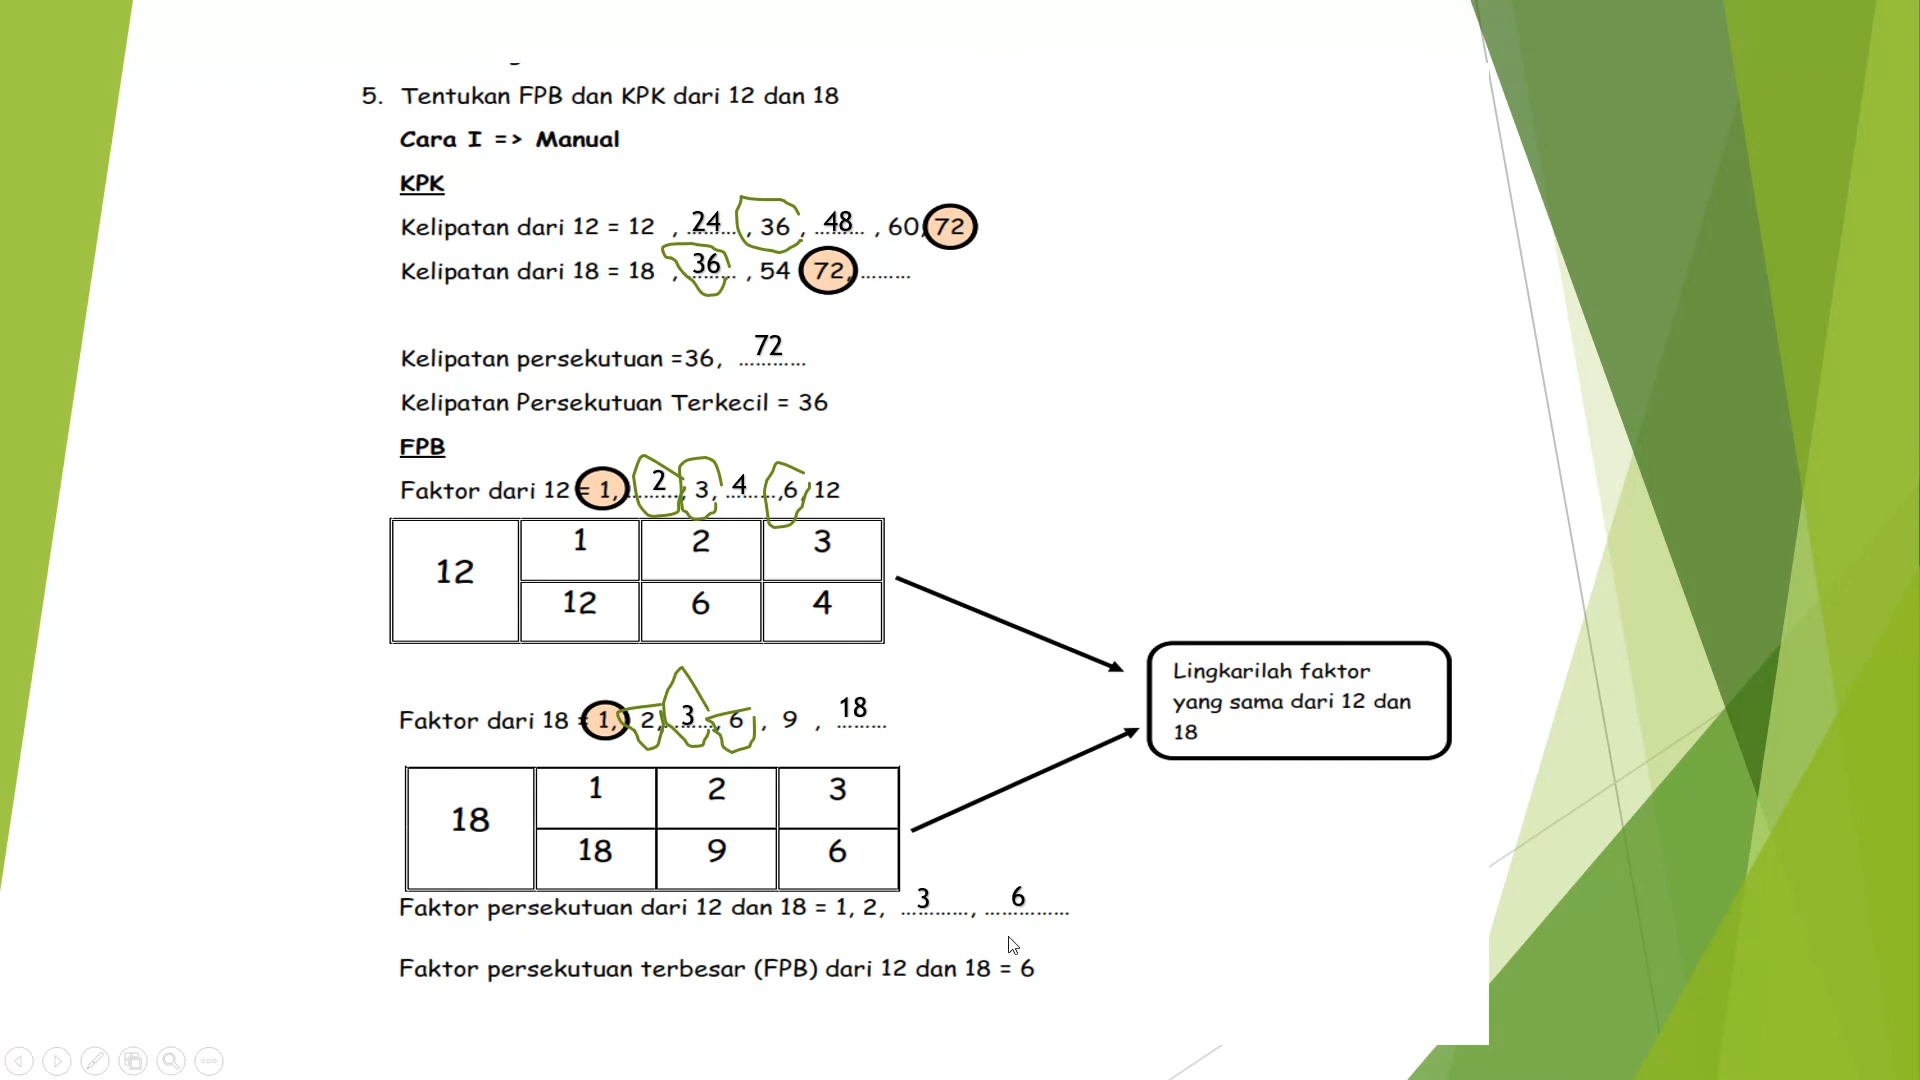 5. Tentukan FPB dan KPK dari 12 dan 18
Cara I => Manual
KPK
Kelipatan dari 12 = 12 , 24 , 36 , 48 , 60, 72
Kelipatan dari 18 = 18 , 36 , 54 72, .........
Kelipatan persekutuan =36, 72
Kelipatan Persekutuan Terkecil = 36
FPB
Faktor dari 12 = 1, 2, 3, 4, 6, 12
12 1 2 3
12 6 4
Faktor dari 18 = 1, 2, 3, 6 , 9 , 18
18 1 2 3
18 9 6
Lingkarilah faktor
yang sama dari 12 dan
18
Faktor persekutuan dari 12 dan 18 = 1, 2, 3, 6
Faktor persekutuan terbesar (FPB) dari 12 dan 18 = 6